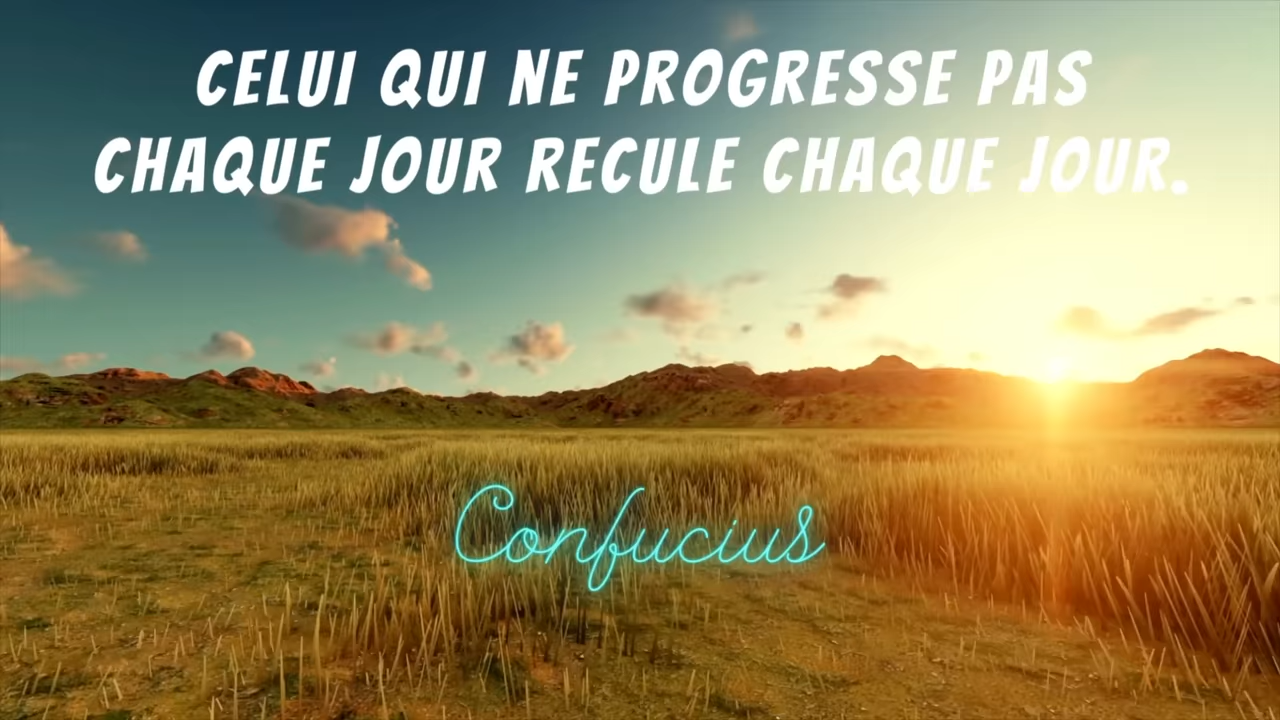 CELUI QUI NE PROGRESSE PAS
CHAQUE JOUR RECULE CHAQUE JOUR.
Confucius